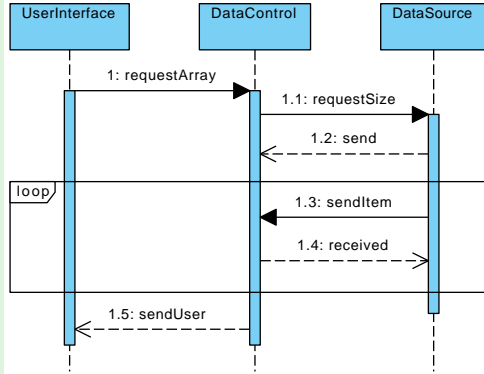 UserInterface
DataControl
DataSource
1: requestArray
1.1: requestSize
1.2: send
loop
1.3: sendItem
1.4: received
1.5: sendUser